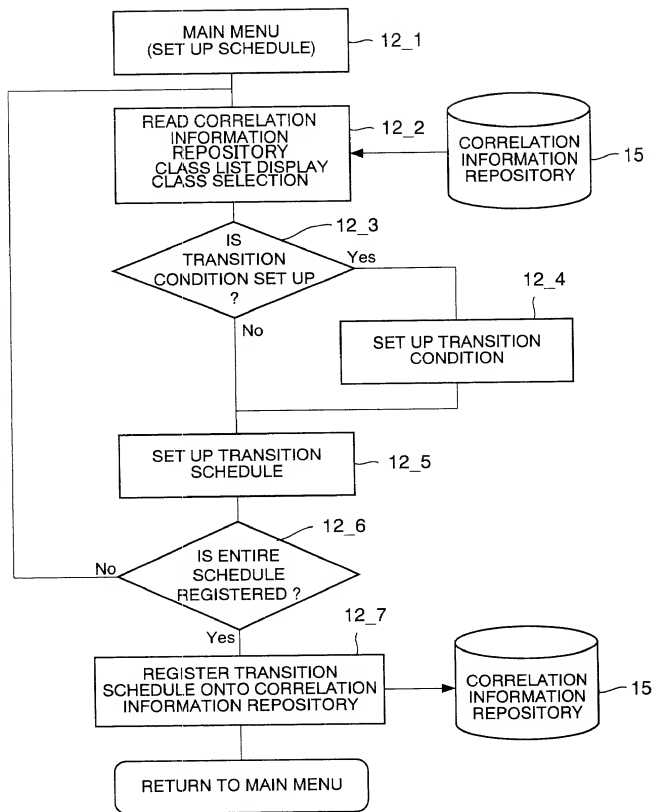 MAIN MENU
(SET UP SCHEDULE)
12_1
READ CORRELATION
INFORMATION
REPOSITORY
CLASS LIST DISPLAY
CLASS SELECTION
12_2
CORRELATION
INFORMATION
REPOSITORY
15
12_3
IS
TRANSITION
CONDITION SET UP
?
Yes
No
12_4
SET UP TRANSITION
CONDITION
SET UP TRANSITION
SCHEDULE
12_5
12_6
IS ENTIRE
SCHEDULE
REGISTERED ?
No
Yes
12_7
REGISTER TRANSITION
SCHEDULE ONTO CORRELATION
INFORMATION REPOSITORY
CORRELATION
INFORMATION
REPOSITORY
15
RETURN TO MAIN MENU